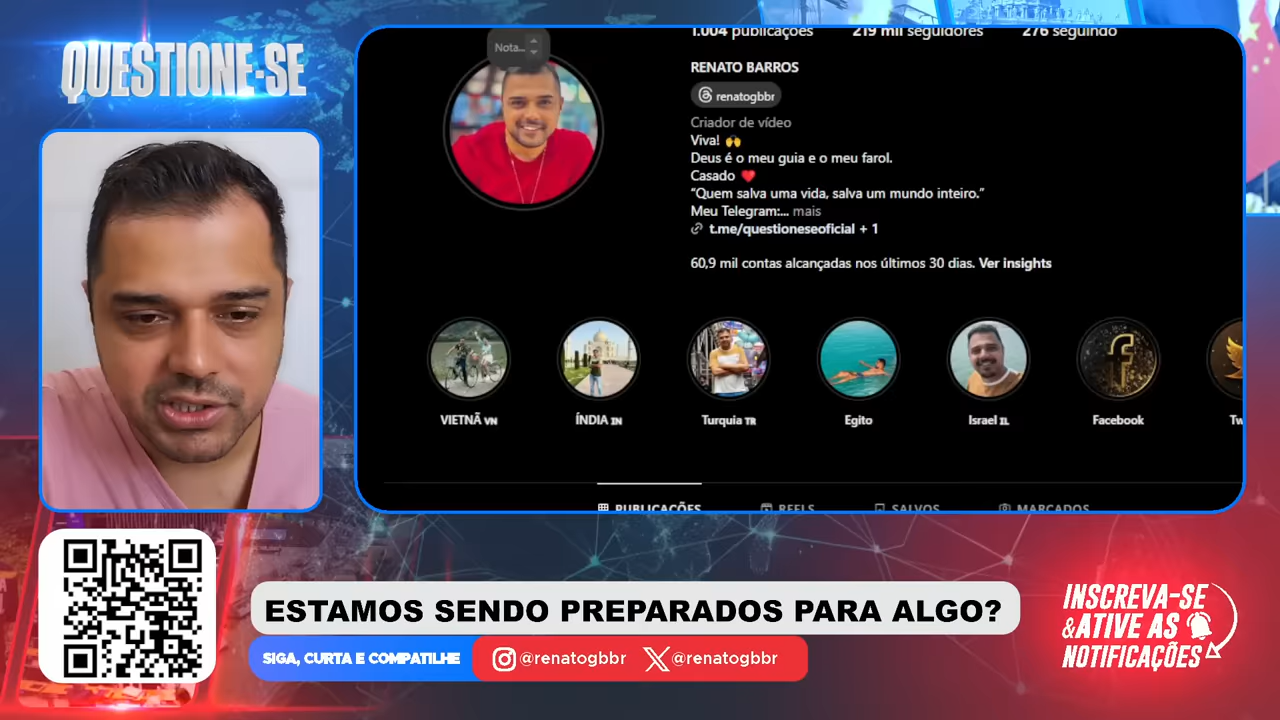 QUESTIONE-SE
Nota...
1.004 publicações 219 mil seguidores 276 seguindo
RENATO BARROS
renatogbbr
Criador de vídeo
Viva! 🙌
Deus é o meu guia e o meu farol.
Casado ❤️
“Quem salva uma vida, salva um mundo inteiro.”
Meu Telegram:... mais
t.me/questioneseoficial + 1
60,9 mil contas alcançadas nos últimos 30 dias. Ver insights
VIETNÃ VN
ÍNDIA IN
Turquia TR
Egito
Israel IL
Facebook
Tw
PUBLICAÇÕES REELS SALVOS MARCADOS
ESTAMOS SENDO PREPARADOS PARA ALGO?
SIGA, CURTA E COMPATILHE
@renatogbbr @renatogbbr
INSCREVA-SE
&ATIVE AS
NOTIFICAÇÕES